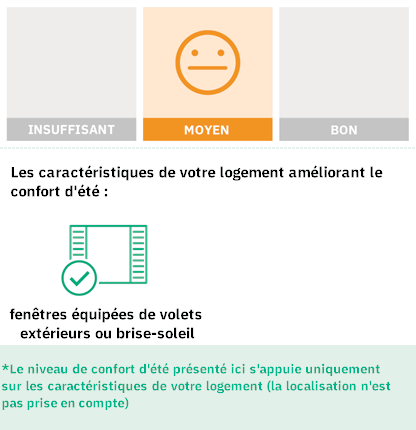 INSUFFISANT MOYEN BON
Les caractéristiques de votre logement améliorant le
confort d'été :
fenêtres équipées de volets
extérieurs ou brise-soleil
*Le niveau de confort d'été présenté ici s'appuie uniquement
sur les caractéristiques de votre logement (la localisation n'est
pas prise en compte)